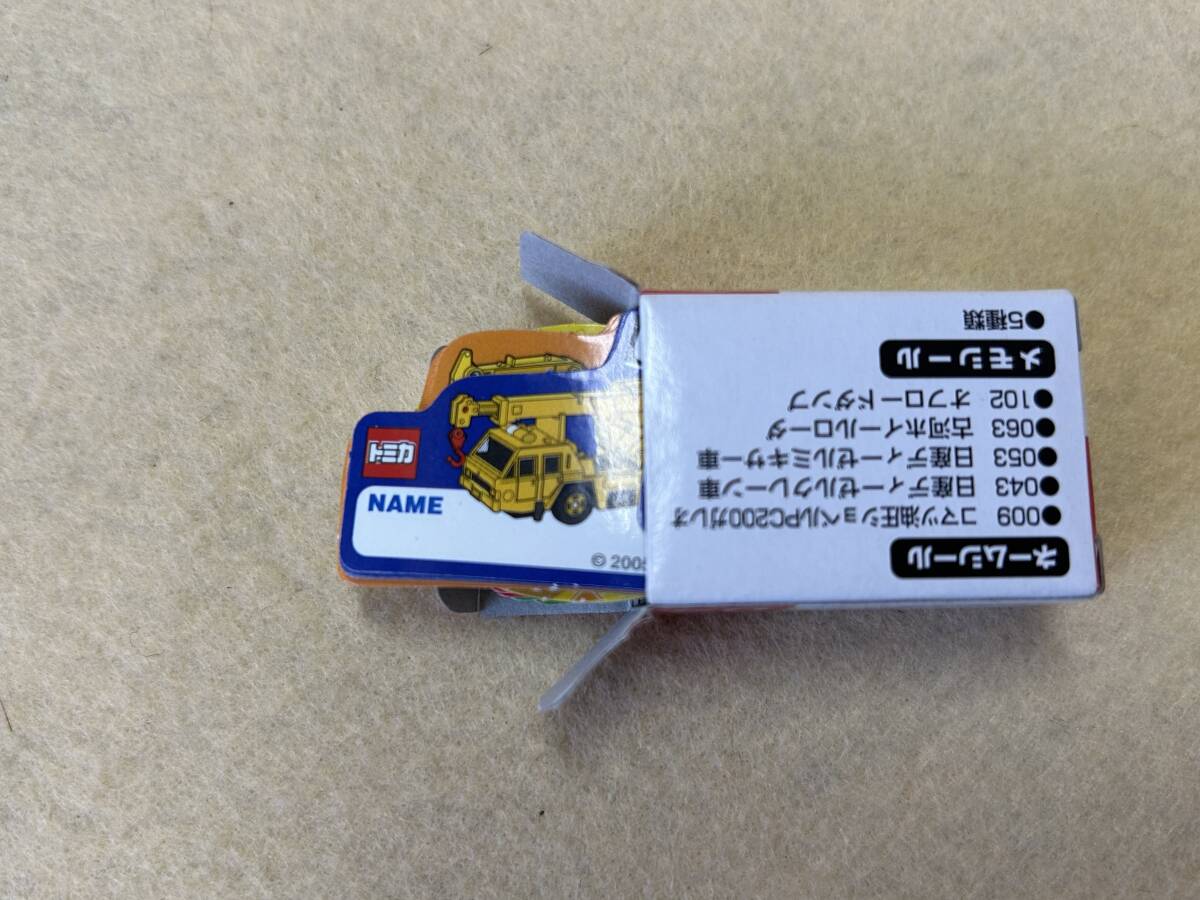 ネームシール
●009 コマツ油圧ショベルPC200ガレオ
●043 日産ディーゼルクレーン車
●053 日産ディーゼルミキサー車
●063 古河ホイールローダ
●102 オフロードダンプ
メモシール
●5種類
トミカ
NAME